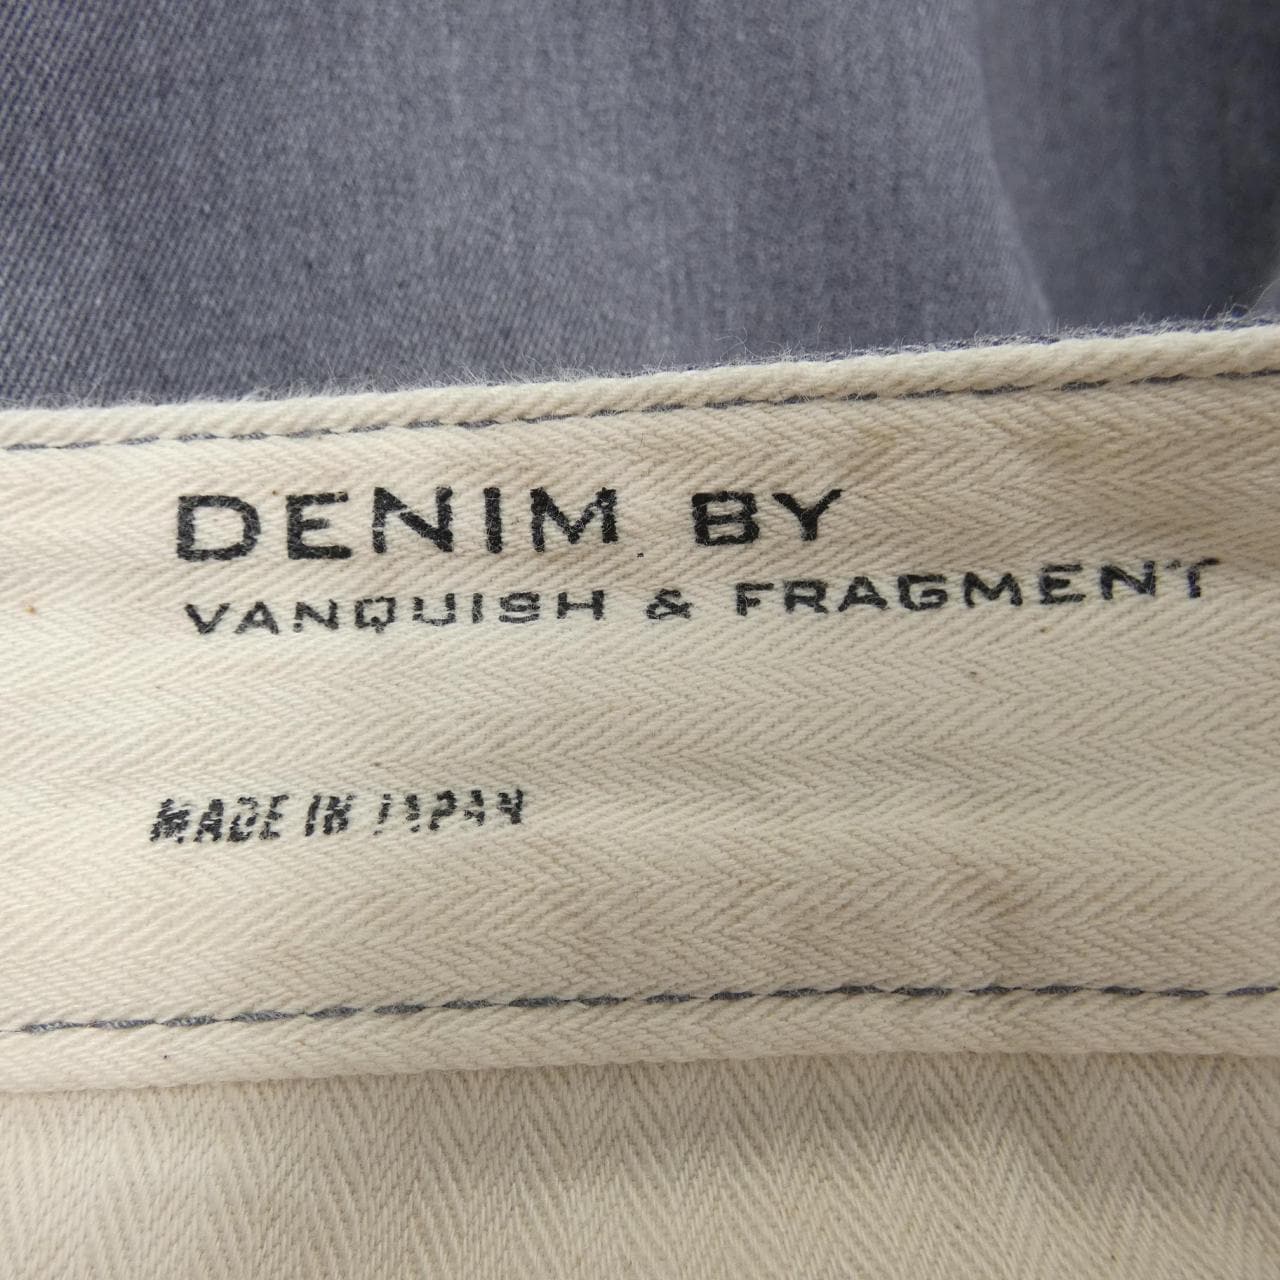 DENIM BY
VANQUISH & FRAGMENT
MADE IN JAPAN